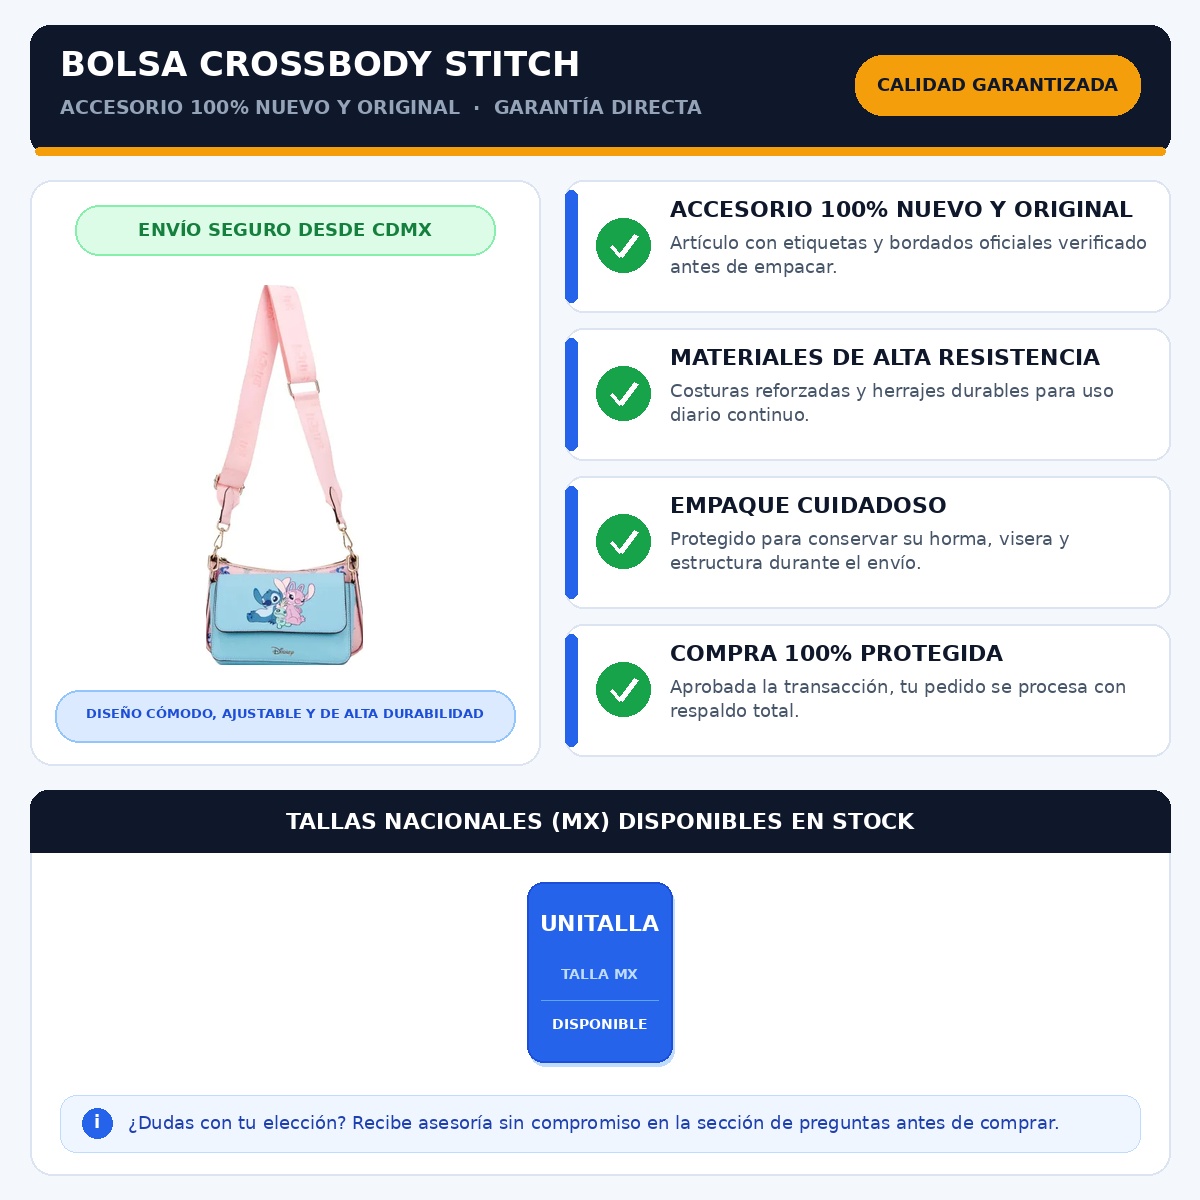 BOLSA CROSSBODY STITCH
ACCESORIO 100% NUEVO Y ORIGINAL · GARANTÍA DIRECTA
CALIDAD GARANTIZADA
ENVÍO SEGURO DESDE CDMX
Disney
DISEÑO CÓMODO, AJUSTABLE Y DE ALTA DURABILIDAD
ACCESORIO 100% NUEVO Y ORIGINAL
Artículo con etiquetas y bordados oficiales verificado
antes de empacar.
MATERIALES DE ALTA RESISTENCIA
Costuras reforzadas y herrajes durables para uso
diario continuo.
EMPAQUE CUIDADOSO
Protegido para conservar su horma, visera y
estructura durante el envío.
COMPRA 100% PROTEGIDA
Aprobada la transacción, tu pedido se procesa con
respaldo total.
TALLAS NACIONALES (MX) DISPONIBLES EN STOCK
UNITALLA
TALLA MX
DISPONIBLE
i ¿Dudas con tu elección? Recibe asesoría sin compromiso en la sección de preguntas antes de comprar.